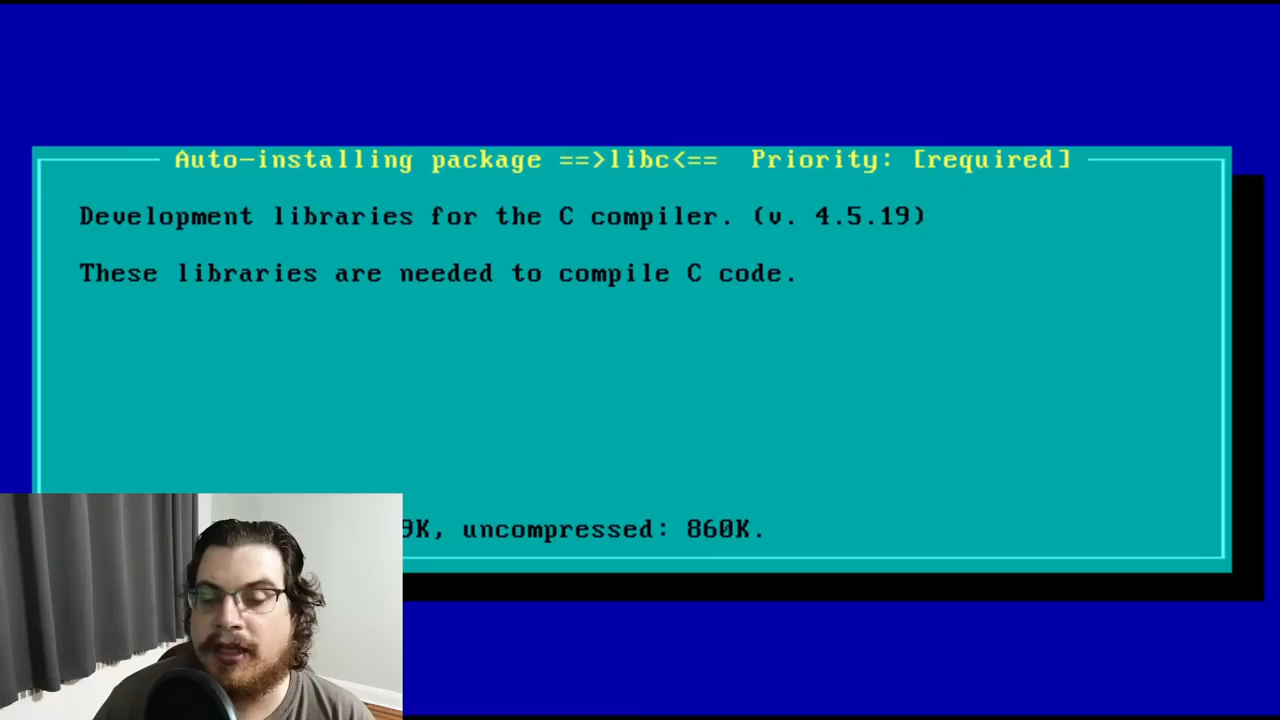 Auto-installing package ==>libc<== Priority: [required]
Development libraries for the C compiler. (v. 4.5.19)
These libraries are needed to compile C code.
9K, uncompressed: 860K.